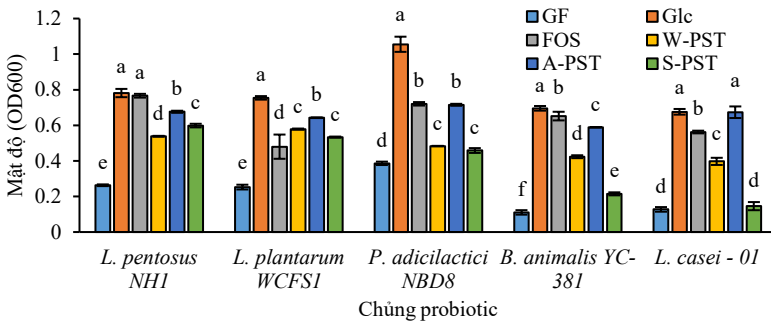 1.2
1
0.8
0.6
0.4
0.2
0
Mật độ (OD600)
GF
Glc
FOS
W-PST
A-PST
S-PST
e a a d b c
e a d c b c
d a b c b c
f a b d c e
d a b c a d
L. pentosus NH1
L. plantarum WCFS1
P. adicilactici NBD8
B. animalis YC-381
L. casei - 01
Chủng probiotic